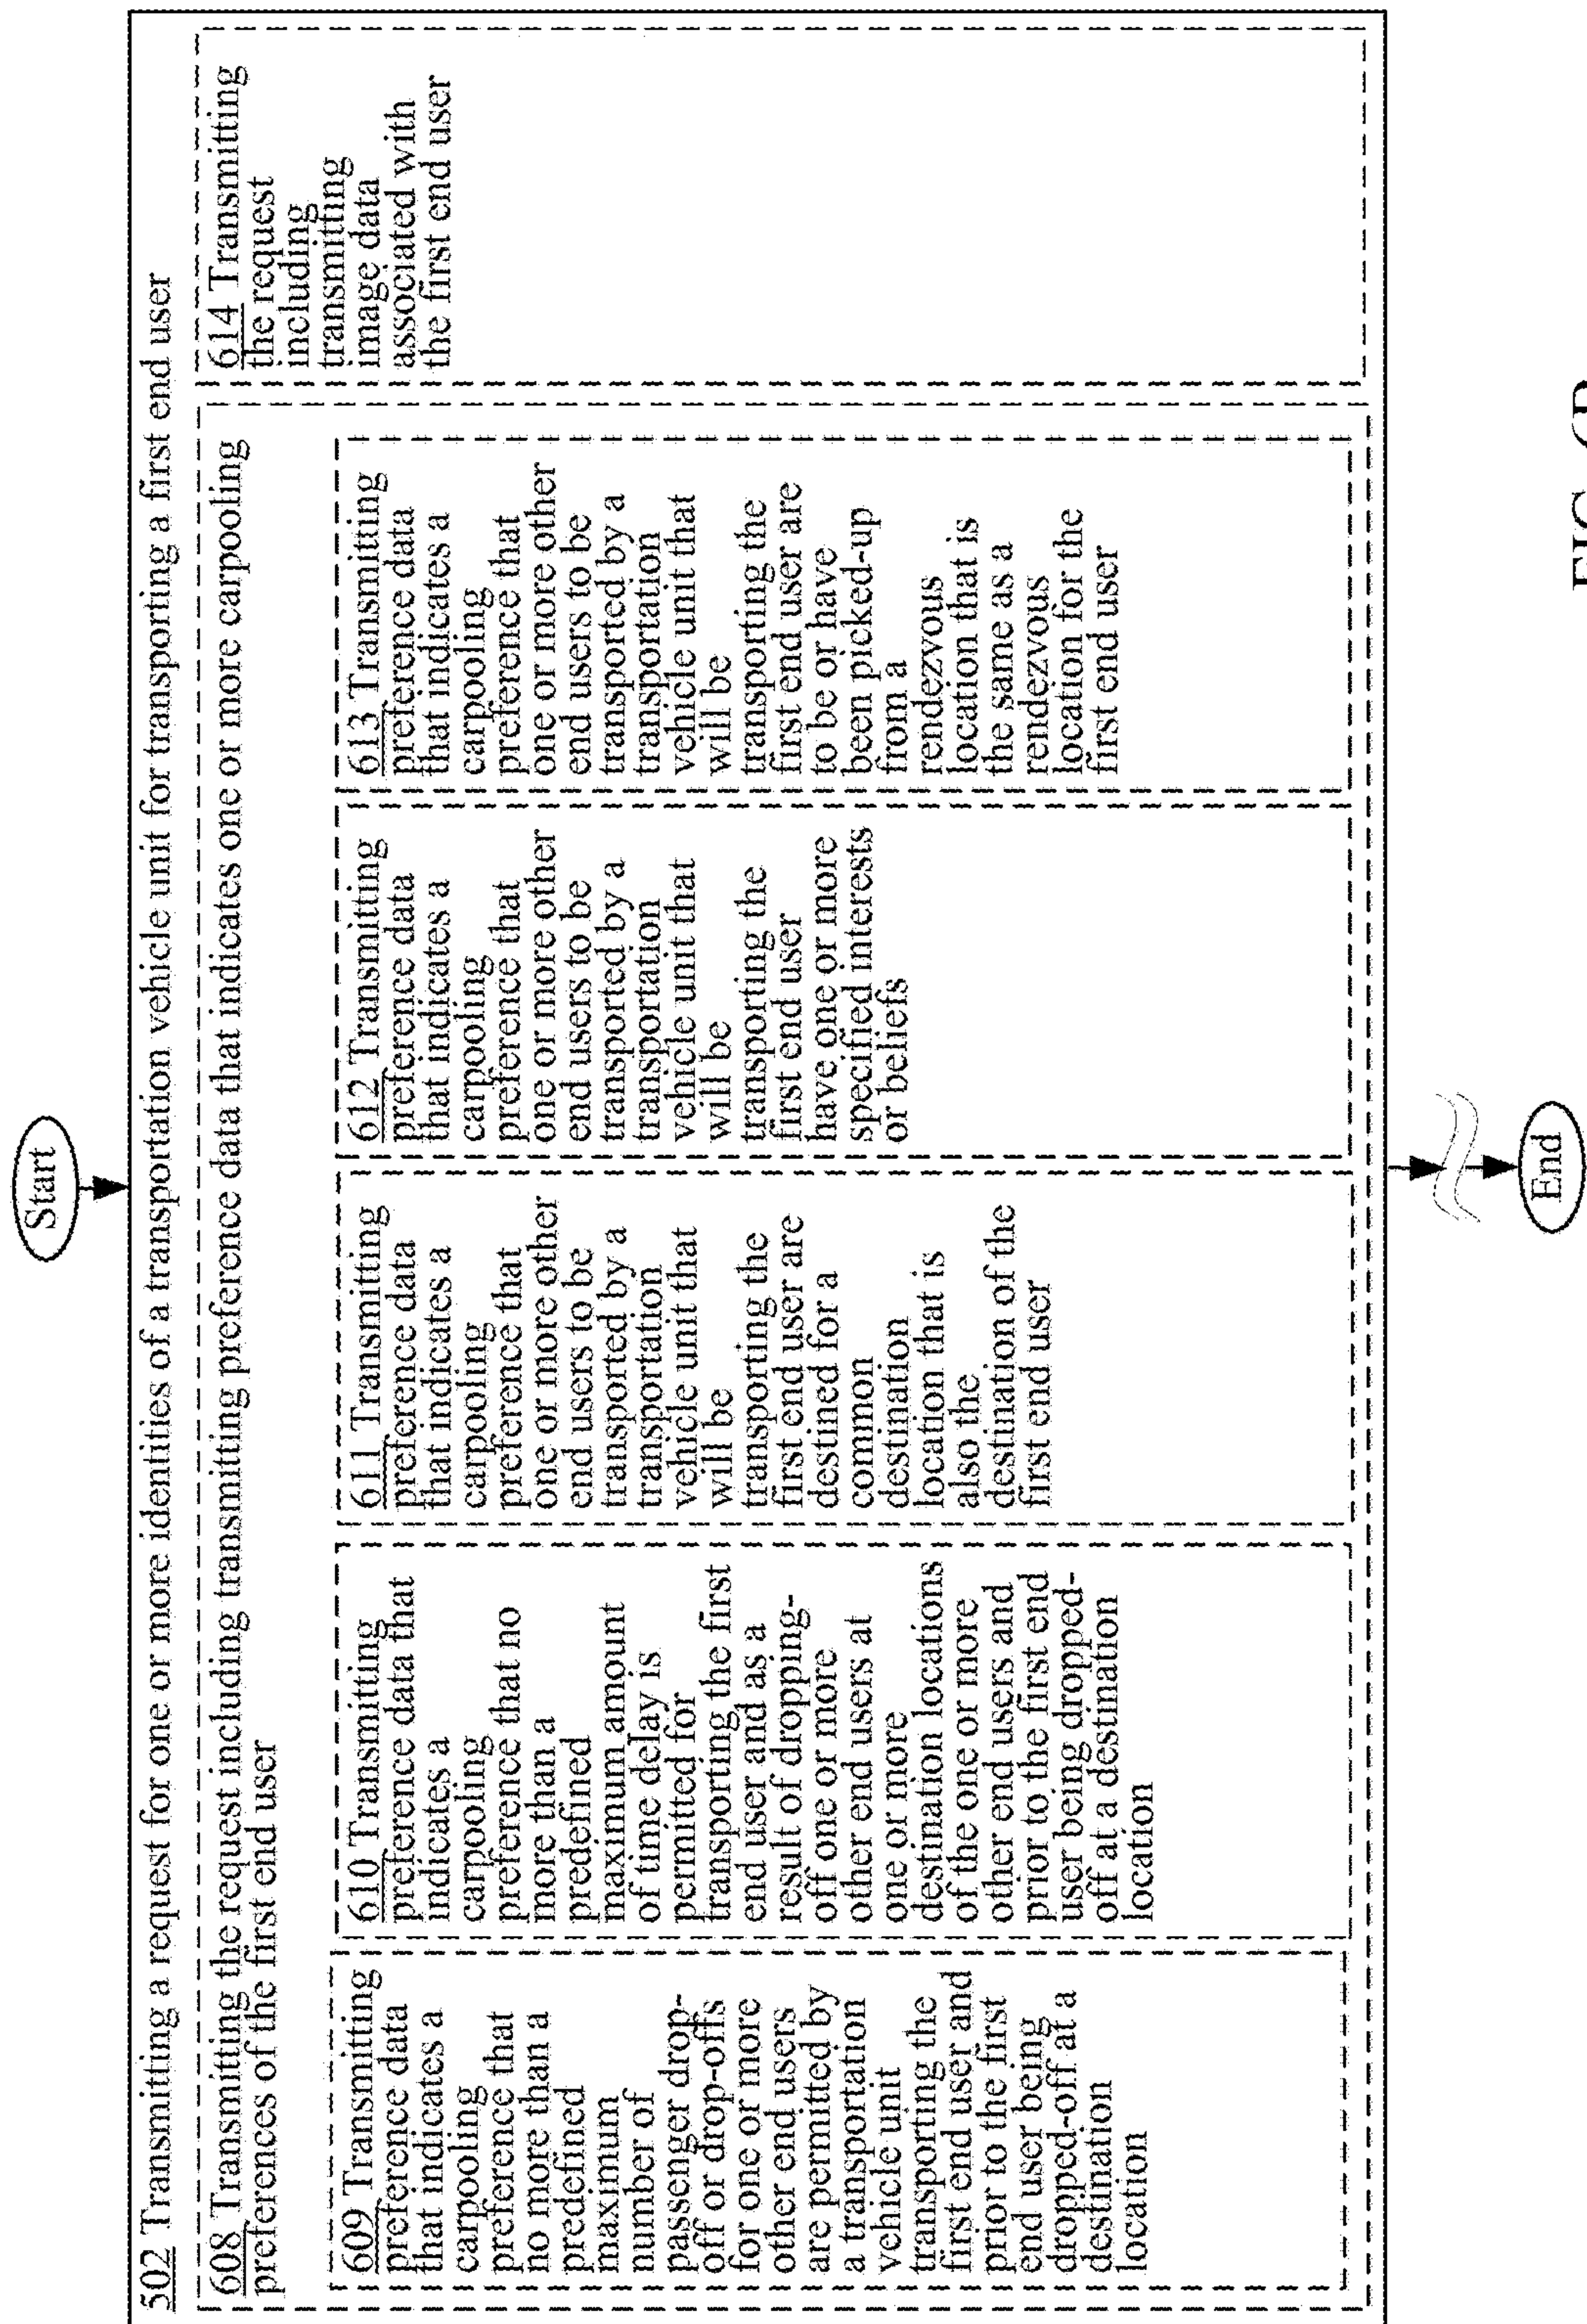 Start
502 Transmitting a request for one or more identities of a transportation vehicle unit for transporting a first end user
608 Transmitting the request including transmitting preference data that indicates one or more carpooling
preferences of the first end user
609 Transmitting
preference data
that indicates a
carpooling
preference that
no more than a
predefined
maximum
number of
passenger drop-
off or drop-offs
for one or more
other end users
are permitted by
a transportation
vehicle unit
transporting the
first end user and
prior to the first
end user being
dropped-off at a
destination
location
610 Transmitting
preference data that
indicates a
carpooling
preference that no
more than a
predefined
maximum amount
of time delay is
permitted for
transporting the first
end user and as a
result of dropping-
off one or more
other end users at
one or more
destination locations
of the one or more
other end users and
prior to the first end
user being dropped-
off at a destination
location
611 Transmitting
preference data
that indicates a
carpooling
preference that
one or more other
end users to be
transported by a
transportation
vehicle unit that
will be
transporting the
first end user are
destined for a
common
destination
location that is
also the
destination of the
first end user
612 Transmitting
preference data
that indicates a
carpooling
preference that
one or more other
end users to be
transported by a
transportation
vehicle unit that
will be
transporting the
first end user
have one or more
specified interests
or beliefs
613 Transmitting
preference data
that indicates a
carpooling
preference that
one or more other
end users to be
transported by a
transportation
vehicle unit that
will be
transporting the
first end user are
to be or have
been picked-up
from a
rendezvous
location that is
the same as a
rendezvous
location for the
first end user
614 Transmitting
the request
including
transmitting
image data
associated with
the first end user
End